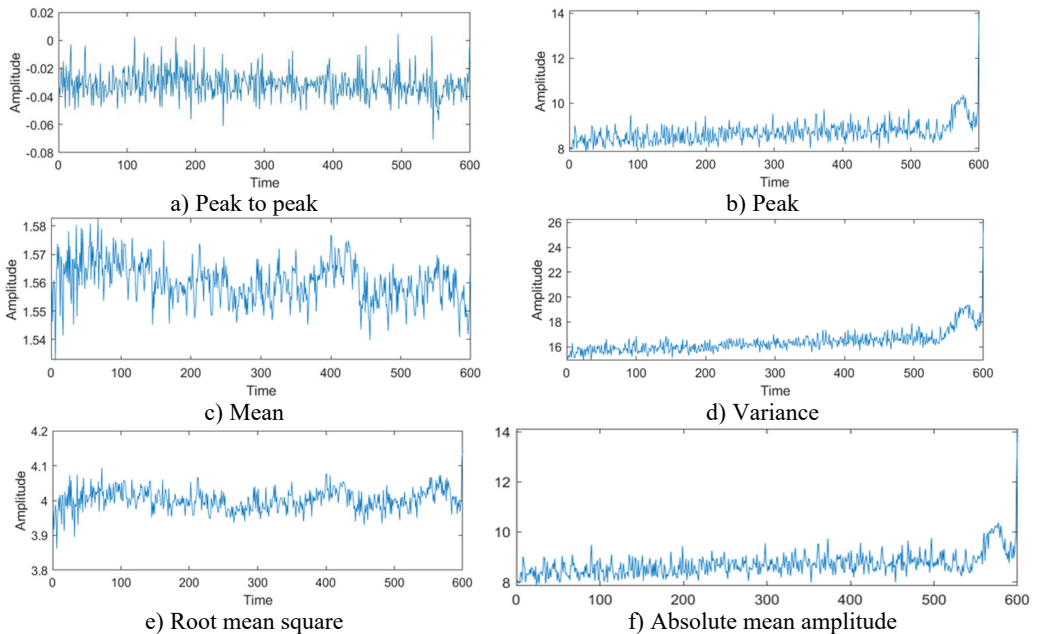 0.02
0
-0.02
-0.04
-0.06
-0.08
Amplitude
0 100 200 300 400 500 600
Time
a) Peak to peak
14
12
10
8
Amplitude
0 100 200 300 400 500 600
Time
b) Peak
1.58
1.57
1.56
1.55
1.54
Amplitude
0 100 200 300 400 500 600
Time
c) Mean
26
24
22
20
18
16
Amplitude
0 100 200 300 400 500 600
Time
d) Variance
4.2
4.1
4
3.9
3.8
Amplitude
0 100 200 300 400 500 600
Time
e) Root mean square
14
12
10
8
0 100 200 300 400 500 600
f) Absolute mean amplitude